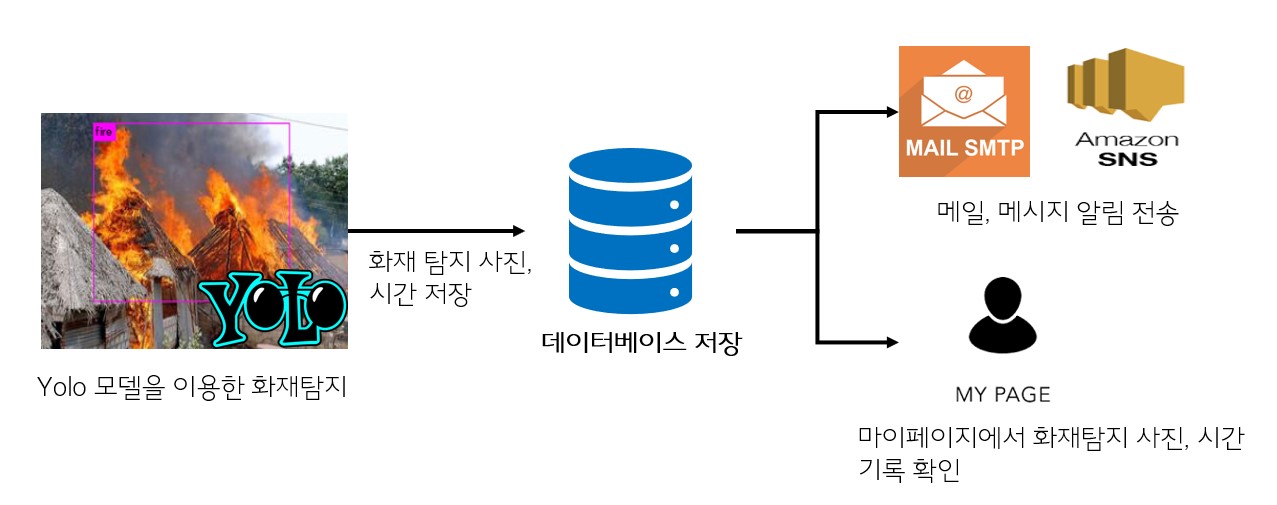 fire
YOLO
Yolo 모델을 이용한 화재탐지
화재 탐지 사진,
시간 저장
데이터베이스 저장
@
MAIL SMTP
Amazon
SNS
메일, 메시지 알림 전송
MY PAGE
마이페이지에서 화재탐지 사진, 시간
기록 확인